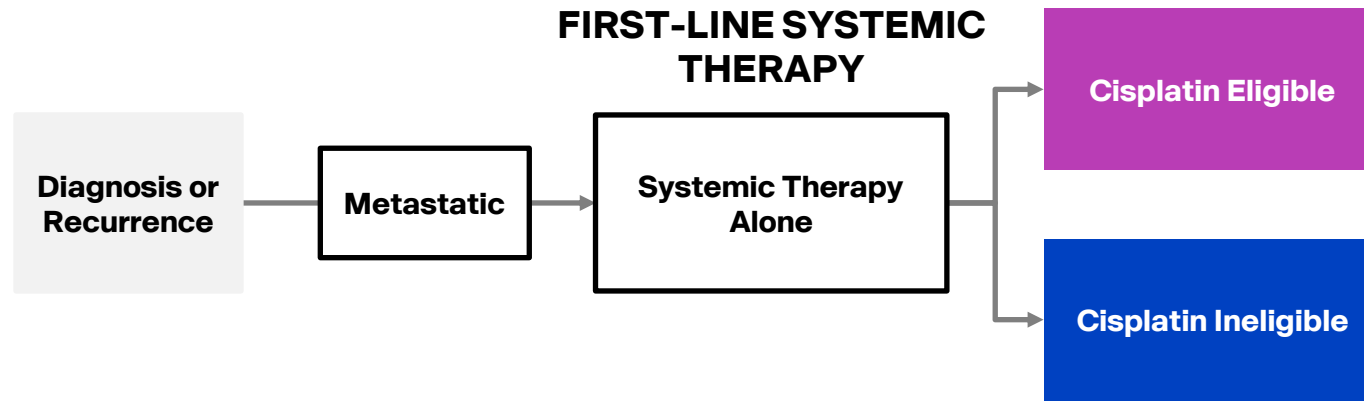 FIRST-LINE SYSTEMIC
THERAPY
Diagnosis or
Recurrence
Metastatic
Systemic Therapy
Alone
Cisplatin Eligible
Cisplatin Ineligible